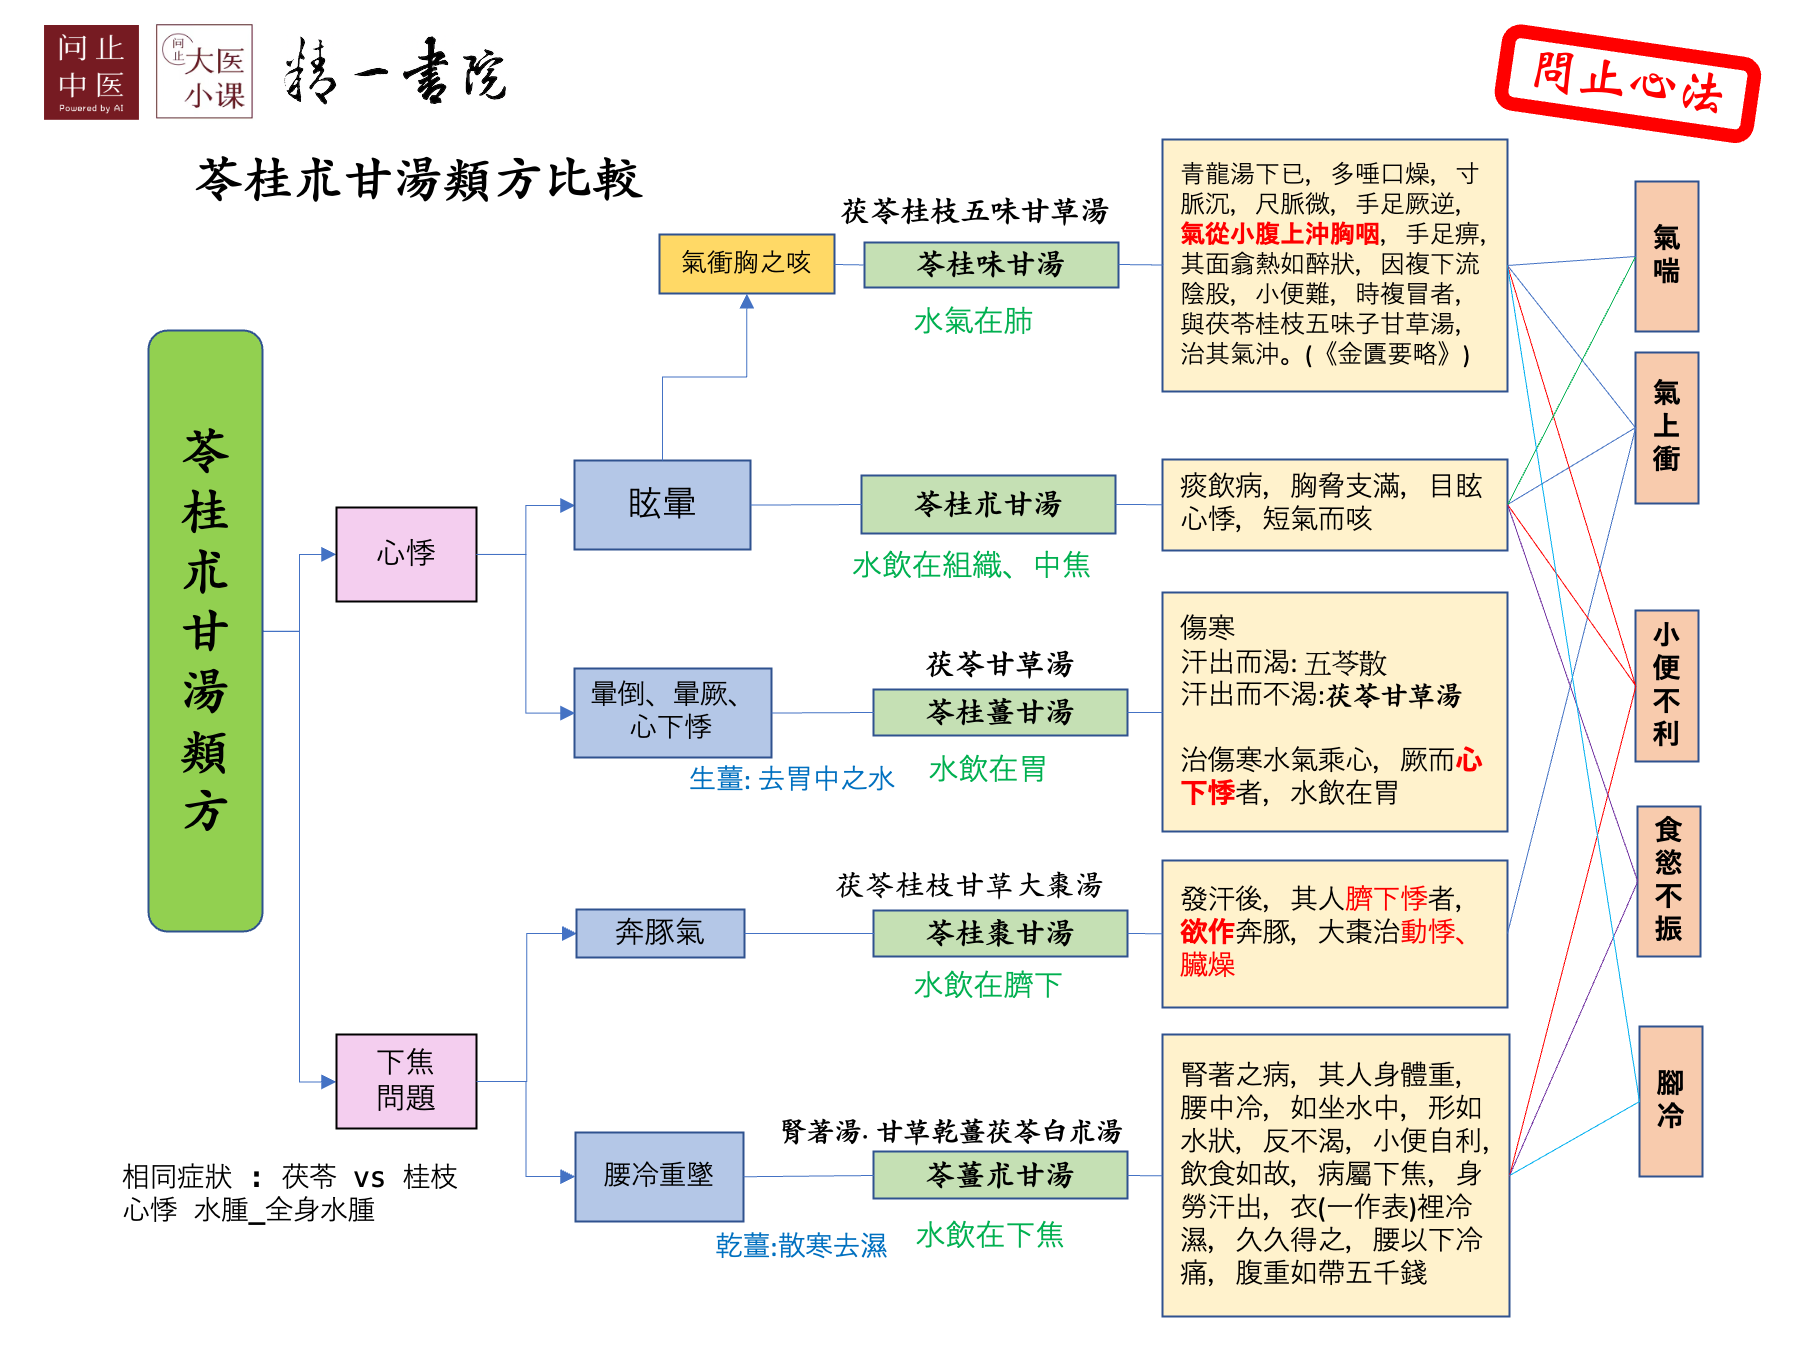 问止
中医
Powered by AI
问止
大医
小课
精一書院
問止心法
苓桂朮甘湯類方比較
苓桂朮甘湯類方
心悸
下焦
問題
相同症狀 : 茯苓 vs 桂枝
心悸 水腫_全身水腫
氣衝胸之咳
眩暈
暈倒、暈厥、
心下悸
生薑: 去胃中之水
奔豚氣
腰冷重墜
乾薑:散寒去濕
茯苓桂枝五味甘草湯
苓桂味甘湯
水氣在肺
苓桂朮甘湯
水飲在組織、中焦
茯苓甘草湯
苓桂薑甘湯
水飲在胃
茯苓桂枝甘草大棗湯
苓桂棗甘湯
水飲在臍下
腎著湯. 甘草乾薑茯苓白朮湯
苓薑朮甘湯
水飲在下焦
青龍湯下已，多唾口燥，寸
脈沉，尺脈微，手足厥逆，
氣從小腹上沖胸咽，手足痹，
其面翕熱如醉狀，因複下流
陰股，小便難，時複冒者，
與茯苓桂枝五味子甘草湯，
治其氣沖。(《金匱要略》)
痰飲病，胸脅支滿，目眩
心悸，短氣而咳
傷寒
汗出而渴: 五苓散
汗出而不渴:茯苓甘草湯
治傷寒水氣乘心，厥而心
下悸者，水飲在胃
發汗後，其人臍下悸者，
欲作奔豚，大棗治動悸、
臟燥
腎著之病，其人身體重，
腰中冷，如坐水中，形如
水狀，反不渴，小便自利，
飲食如故，病屬下焦，身
勞汗出，衣(一作表)裡冷
濕，久久得之，腰以下冷
痛，腹重如帶五千錢
氣喘
氣上衝
小便不利
食慾不振
腳冷